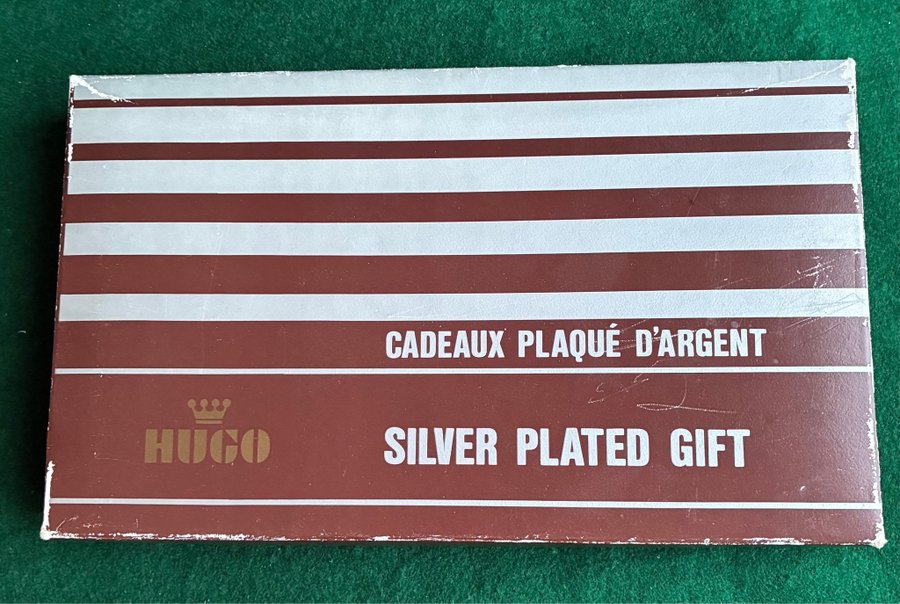 CADEAUX PLAQUÉ D'ARGENT
HUGO
SILVER PLATED GIFT